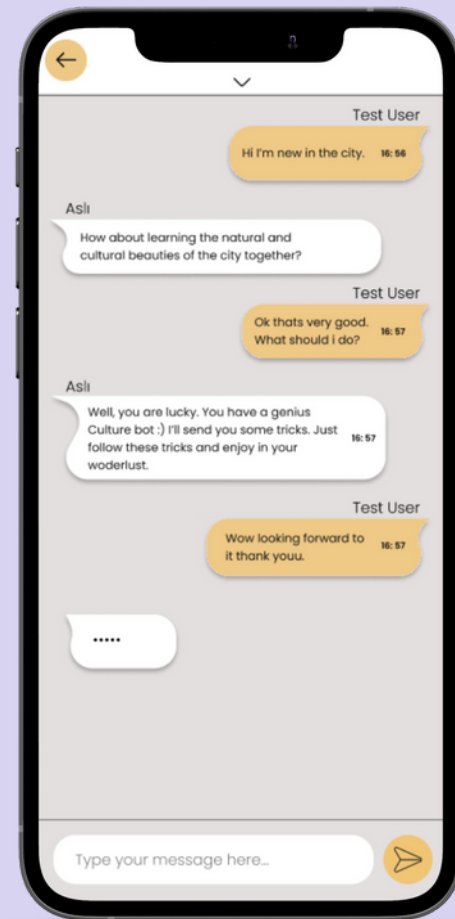 Test User
Hi I'm new in the city. 16:56
Aslı
How about learning the natural and
cultural beauties of the city together?
Test User
Ok thats very good.
What should i do? 16:57
Aslı
Well, you are lucky. You have a genius
Culture bot :) I'll send you some tricks. Just
follow these tricks and enjoy in your 16:57
woderlust.
Test User
Wow looking forward to
it thank youu. 16:57
•••••
Type your message here...